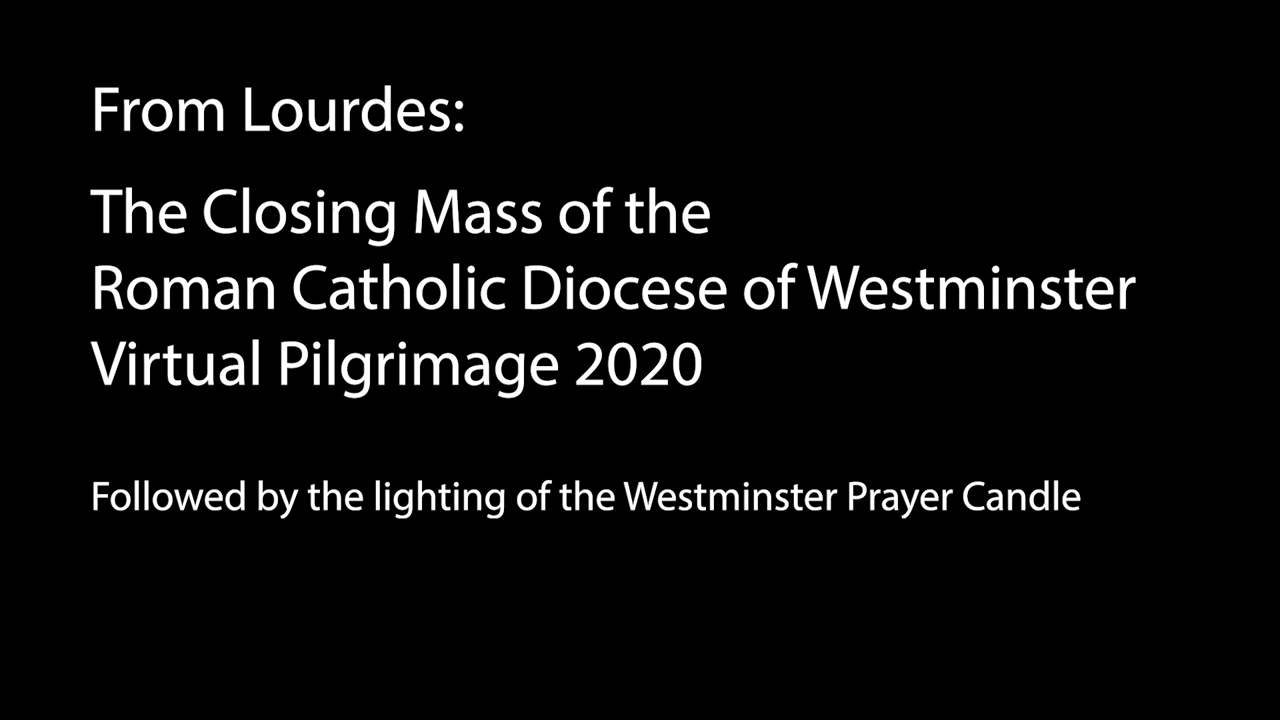 From Lourdes:
The Closing Mass of the
Roman Catholic Diocese of Westminster
Virtual Pilgrimage 2020
Followed by the lighting of the Westminster Prayer Candle